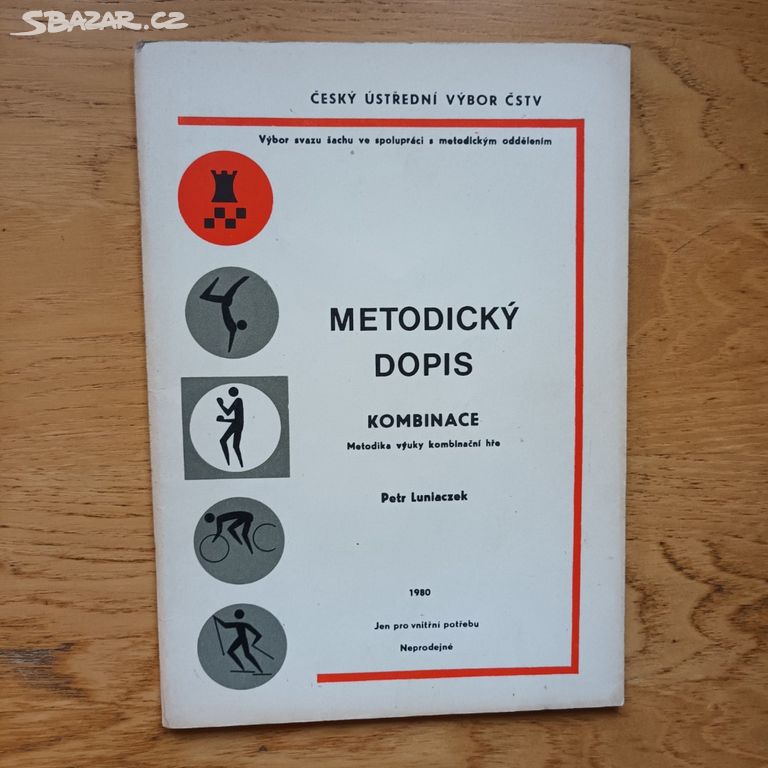 SBAZAR.CZ
ČESKÝ ÚSTŘEDNÍ VÝBOR ČSTV
Výbor svazu šachu ve spolupráci s metodickým oddělením
METODICKÝ
DOPIS
KOMBINACE
Metodika výuky kombinační hře
Petr Luniaczek
1980
Jen pro vnitřní potřebu
Neprodejné